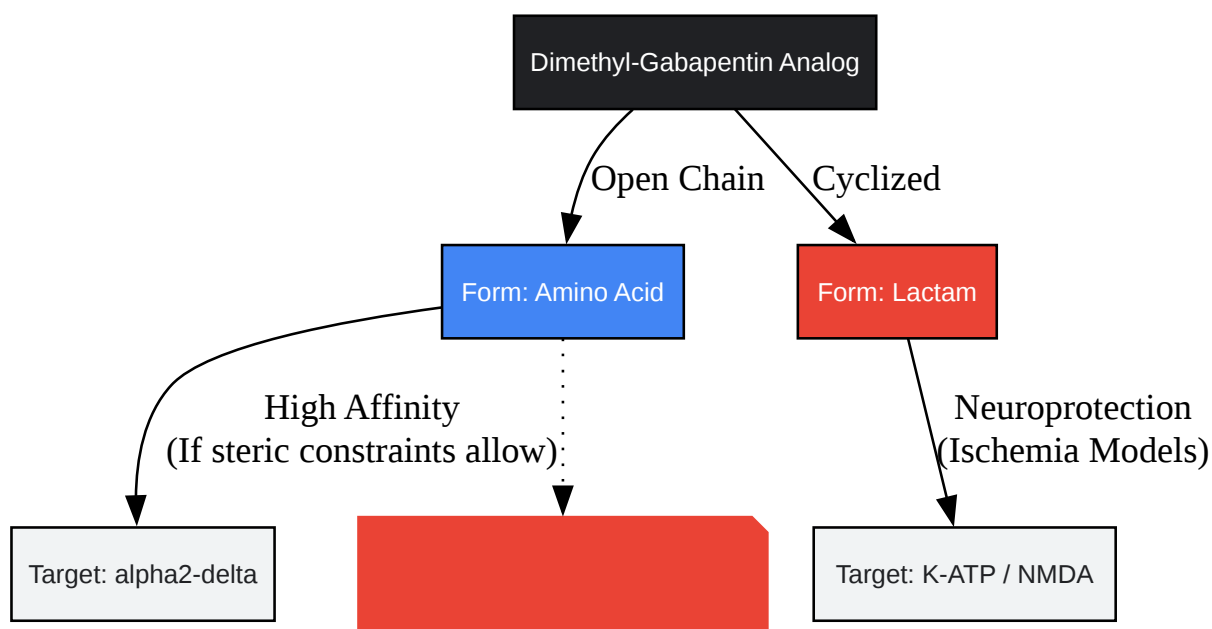 Dimethyl-Gabapentin Analog
Open Chain
Cyclized
Form: Amino Acid
Form: Lactam
High Affinity
(If steric constraints allow)
Neuroprotection
(Ischemia Models)
Target: alpha2-delta
Target: K-ATP / NMDA